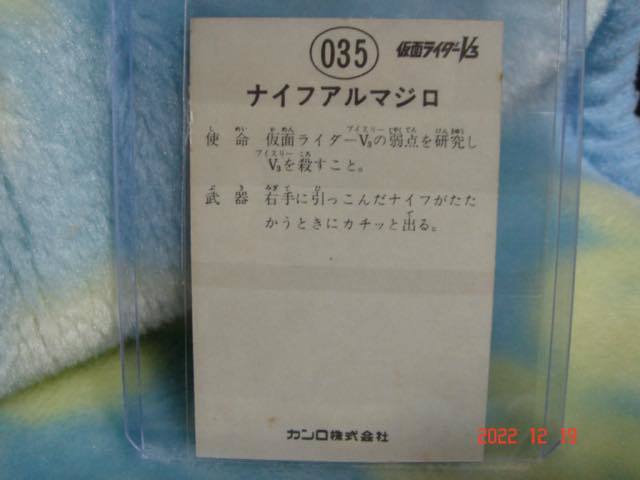 035
仮面ライダーV3
ナイフアルマジロ
使命 仮面ライダーV3の弱点を研究し
V3を殺すこと。
武器 右手に引っこんだナイフがたた
かうときにカチッと出る。
カンロ株式会社
2022 12 19